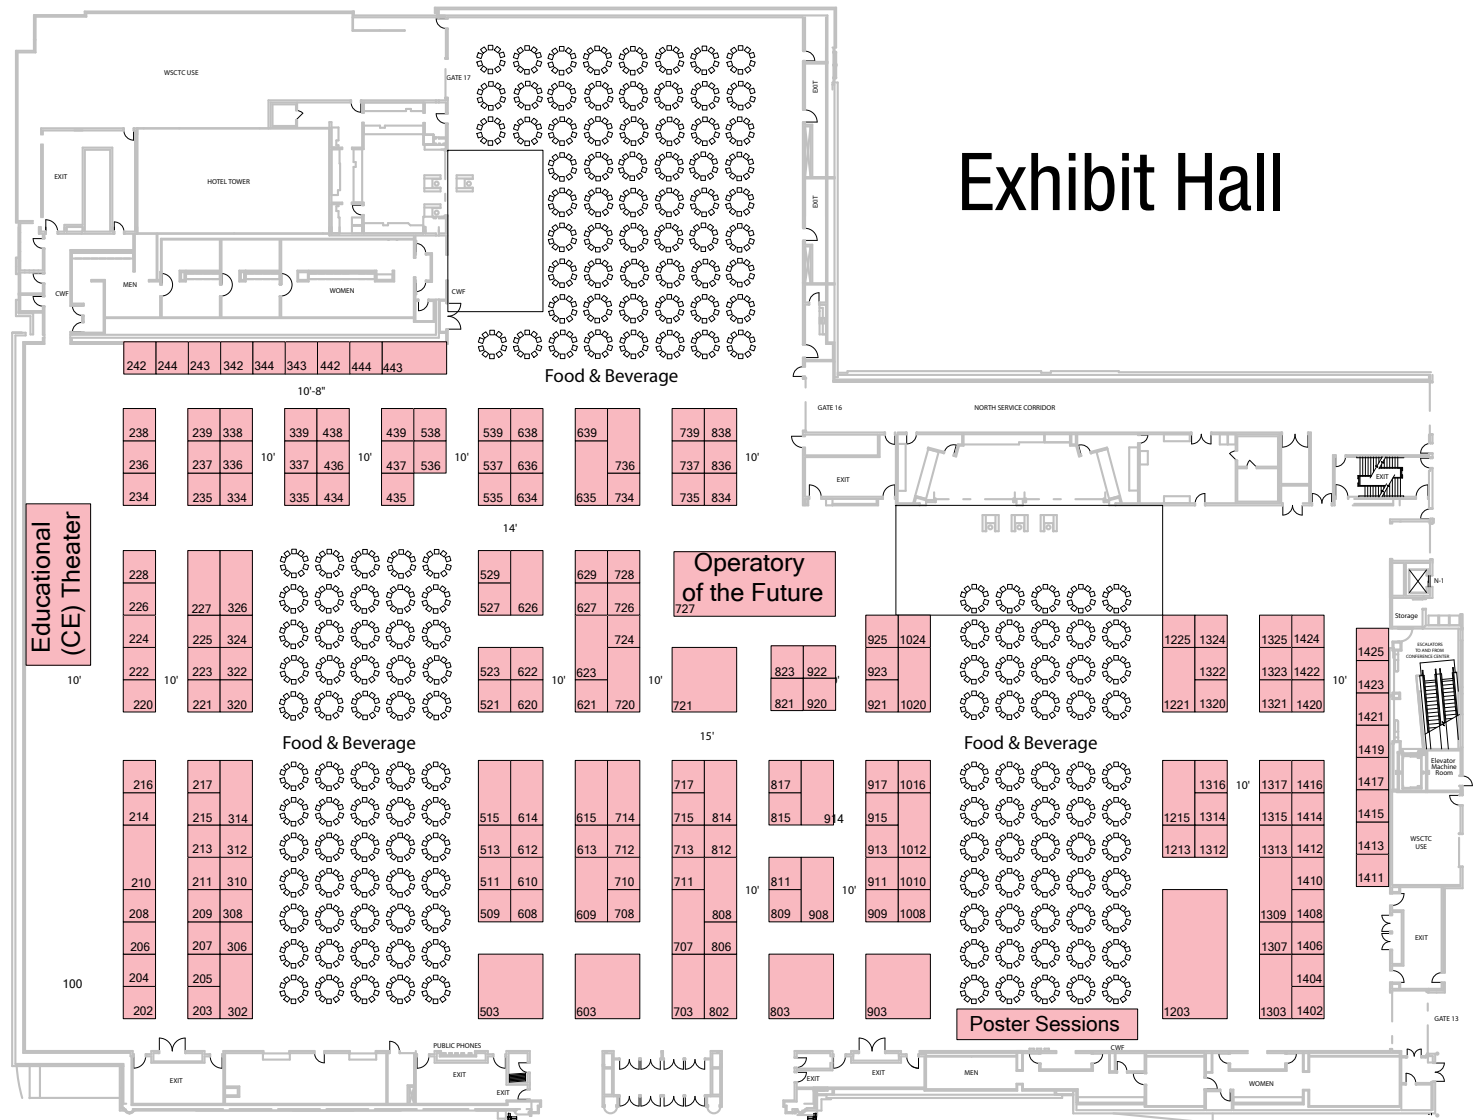 Exhibit Hall
WSCTC USE
GATE 17
EXIT
EXIT
HOTEL TOWER
EXIT
MEN
WOMEN
CWF
CWF
242 244 243 342 344 343 442 444 443
Food & Beverage
10'-8"
GATE 16
NORTH SERVICE CORRIDOR
238 239 338 339 438 439 538 539 638 639 739 838
10' 10' 10' 10'
236 237 336 337 436 437 536 537 636 736 737 836
234 235 334 335 434 435 535 634 635 734 735 834
EXIT
EXIT
14'
Educational
(CE) Theater
Operatory
of the Future
727
228 529 629 728
226 227 326 527 626 627 726
N-1
Storage
224 225 324 724 925 1024 1225 1324 1325 1424
ESCALATORS
TO AND FROM
CONFERENCE CENTER
1425
222 223 322 523 622 623 823 922 923 1322 1323 1422
10' 10' 10' 10' ' 10'
1423
220 221 320 521 620 621 720 721 821 920 921 1020 1221 1320 1321 1420
1421
15'
Food & Beverage
Food & Beverage
1419
Elevator
Machine
Room
216 217 717 817 917 1016 1316 10' 1317 1416 1417
214 215 314 515 614 615 714 715 814 815 914 915 1215 1314 1315 1414 1415
213 312 513 612 613 712 713 812 913 1012 1213 1312 1313 1412 1413
WSCTC
USE
210 211 310 511 610 710 711 811 911 1010 1410 1411
10' 10'
208 209 308 509 608 609 708 808 809 908 909 1008 1309 1408
206 207 306 707 806 1307 1406
EXIT
204 205 1404
100
202 203 302 503 603 703 802 803 903 1203 1303 1402
Poster Sessions
GATE 13
PUBLIC PHONES
CWF
EXIT
EXIT
EXIT
EXIT
EXIT
MEN
WOMEN